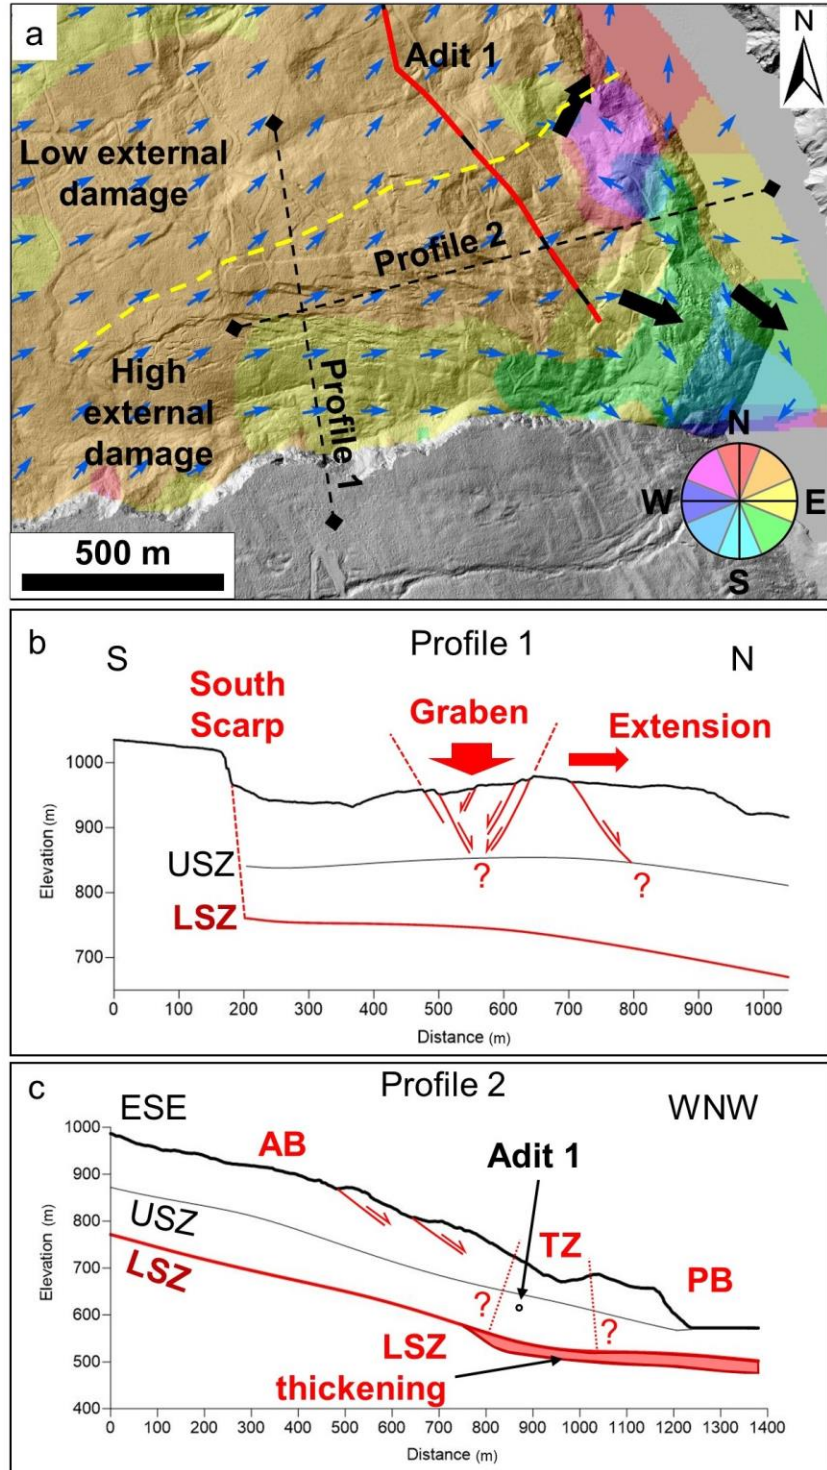 a
N
Adit 1
Low external
damage
Profile 2
High
external
damage
Profile 1
N
W
E
S
500 m
b
S
Profile 1
N
South
Scarp
Graben
Extension
1000
900
800
700
Elevation (m)
USZ
LSZ
?
?
0 100 200 300 400 500 600 700 800 900 1000
Distance (m)
c
Profile 2
ESE
WNW
1000
900
800
700
600
500
400
Elevation (m)
AB
Adit 1
USZ
LSZ
TZ
PB
?
?
LSZ
thickening
0 100 200 300 400 500 600 700 800 900 1000 1100 1200 1300 1400
Distance (m)